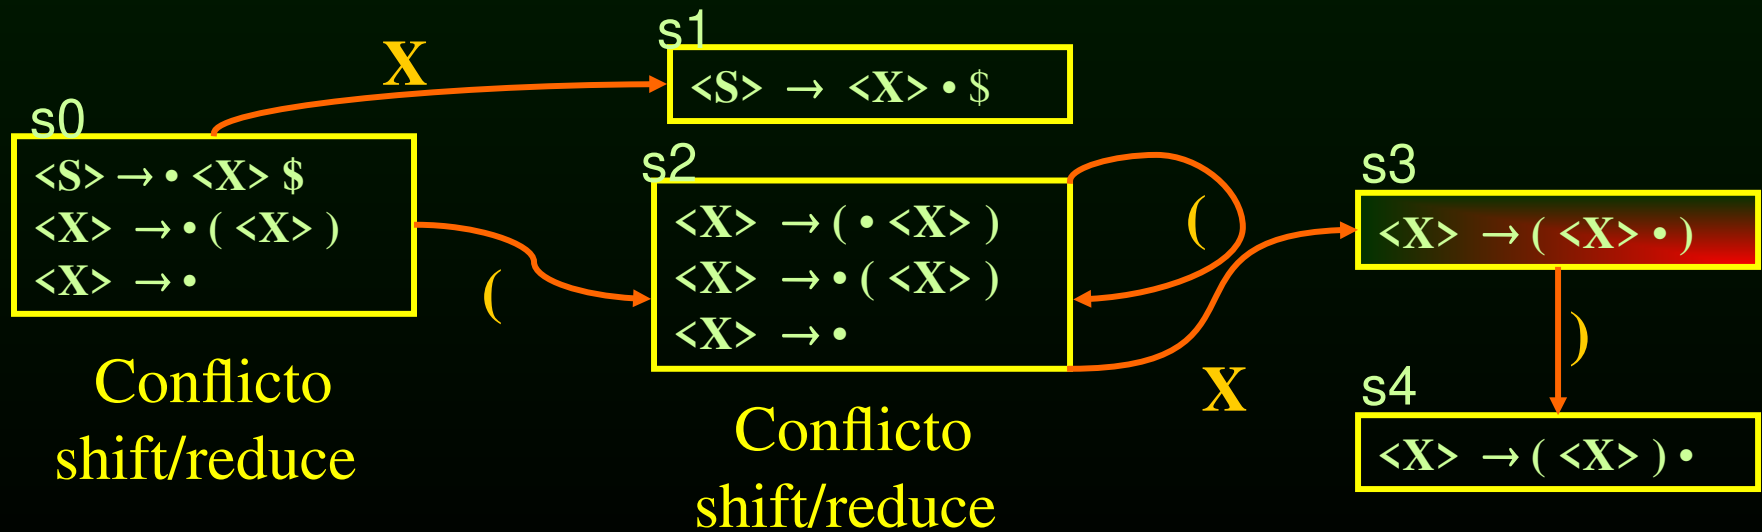 s1
X
<S> → <X> • $
s0
<S> → • <X> $
<X> → • ( <X> )
<X> → •
(
Conflicto
shift/reduce
s2
<X> → ( • <X> )
<X> → • ( <X> )
<X> → •
(
X
Conflicto
shift/reduce
s3
<X> → ( <X> • )
)
s4
<X> → ( <X> ) •